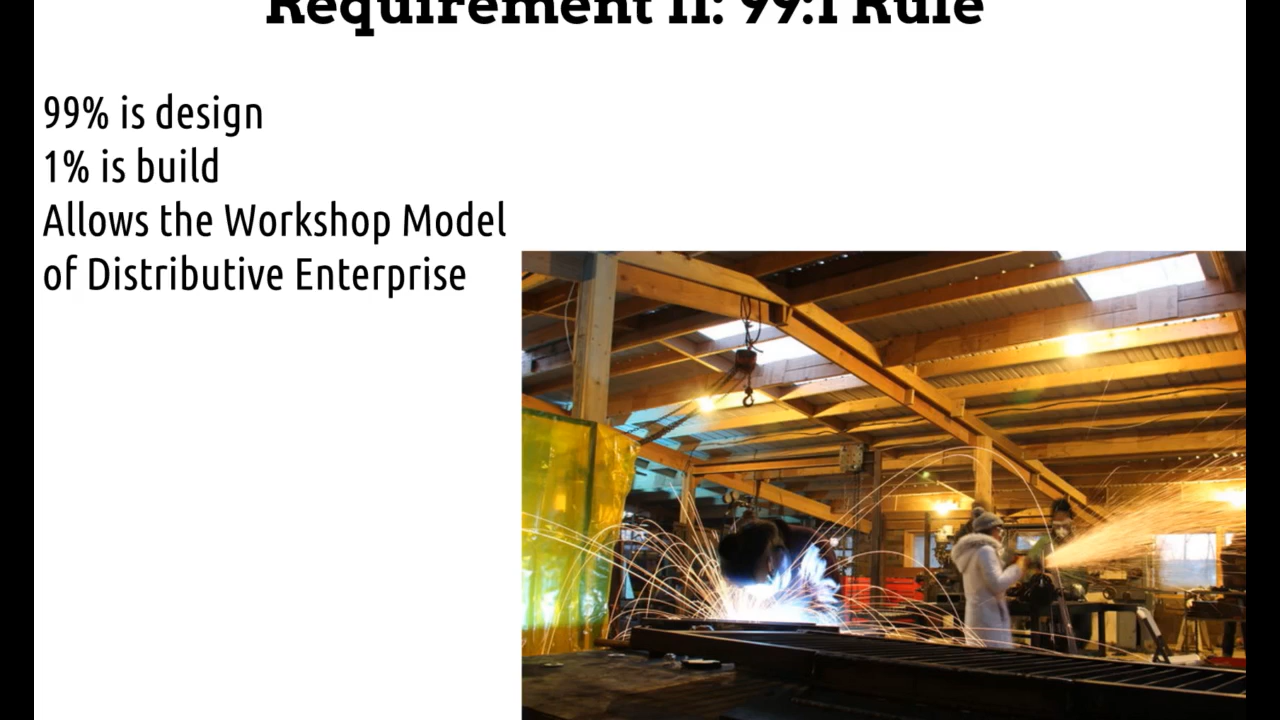 Requirement II: 99:1 Rule
99% is design
1% is build
Allows the Workshop Model
of Distributive Enterprise